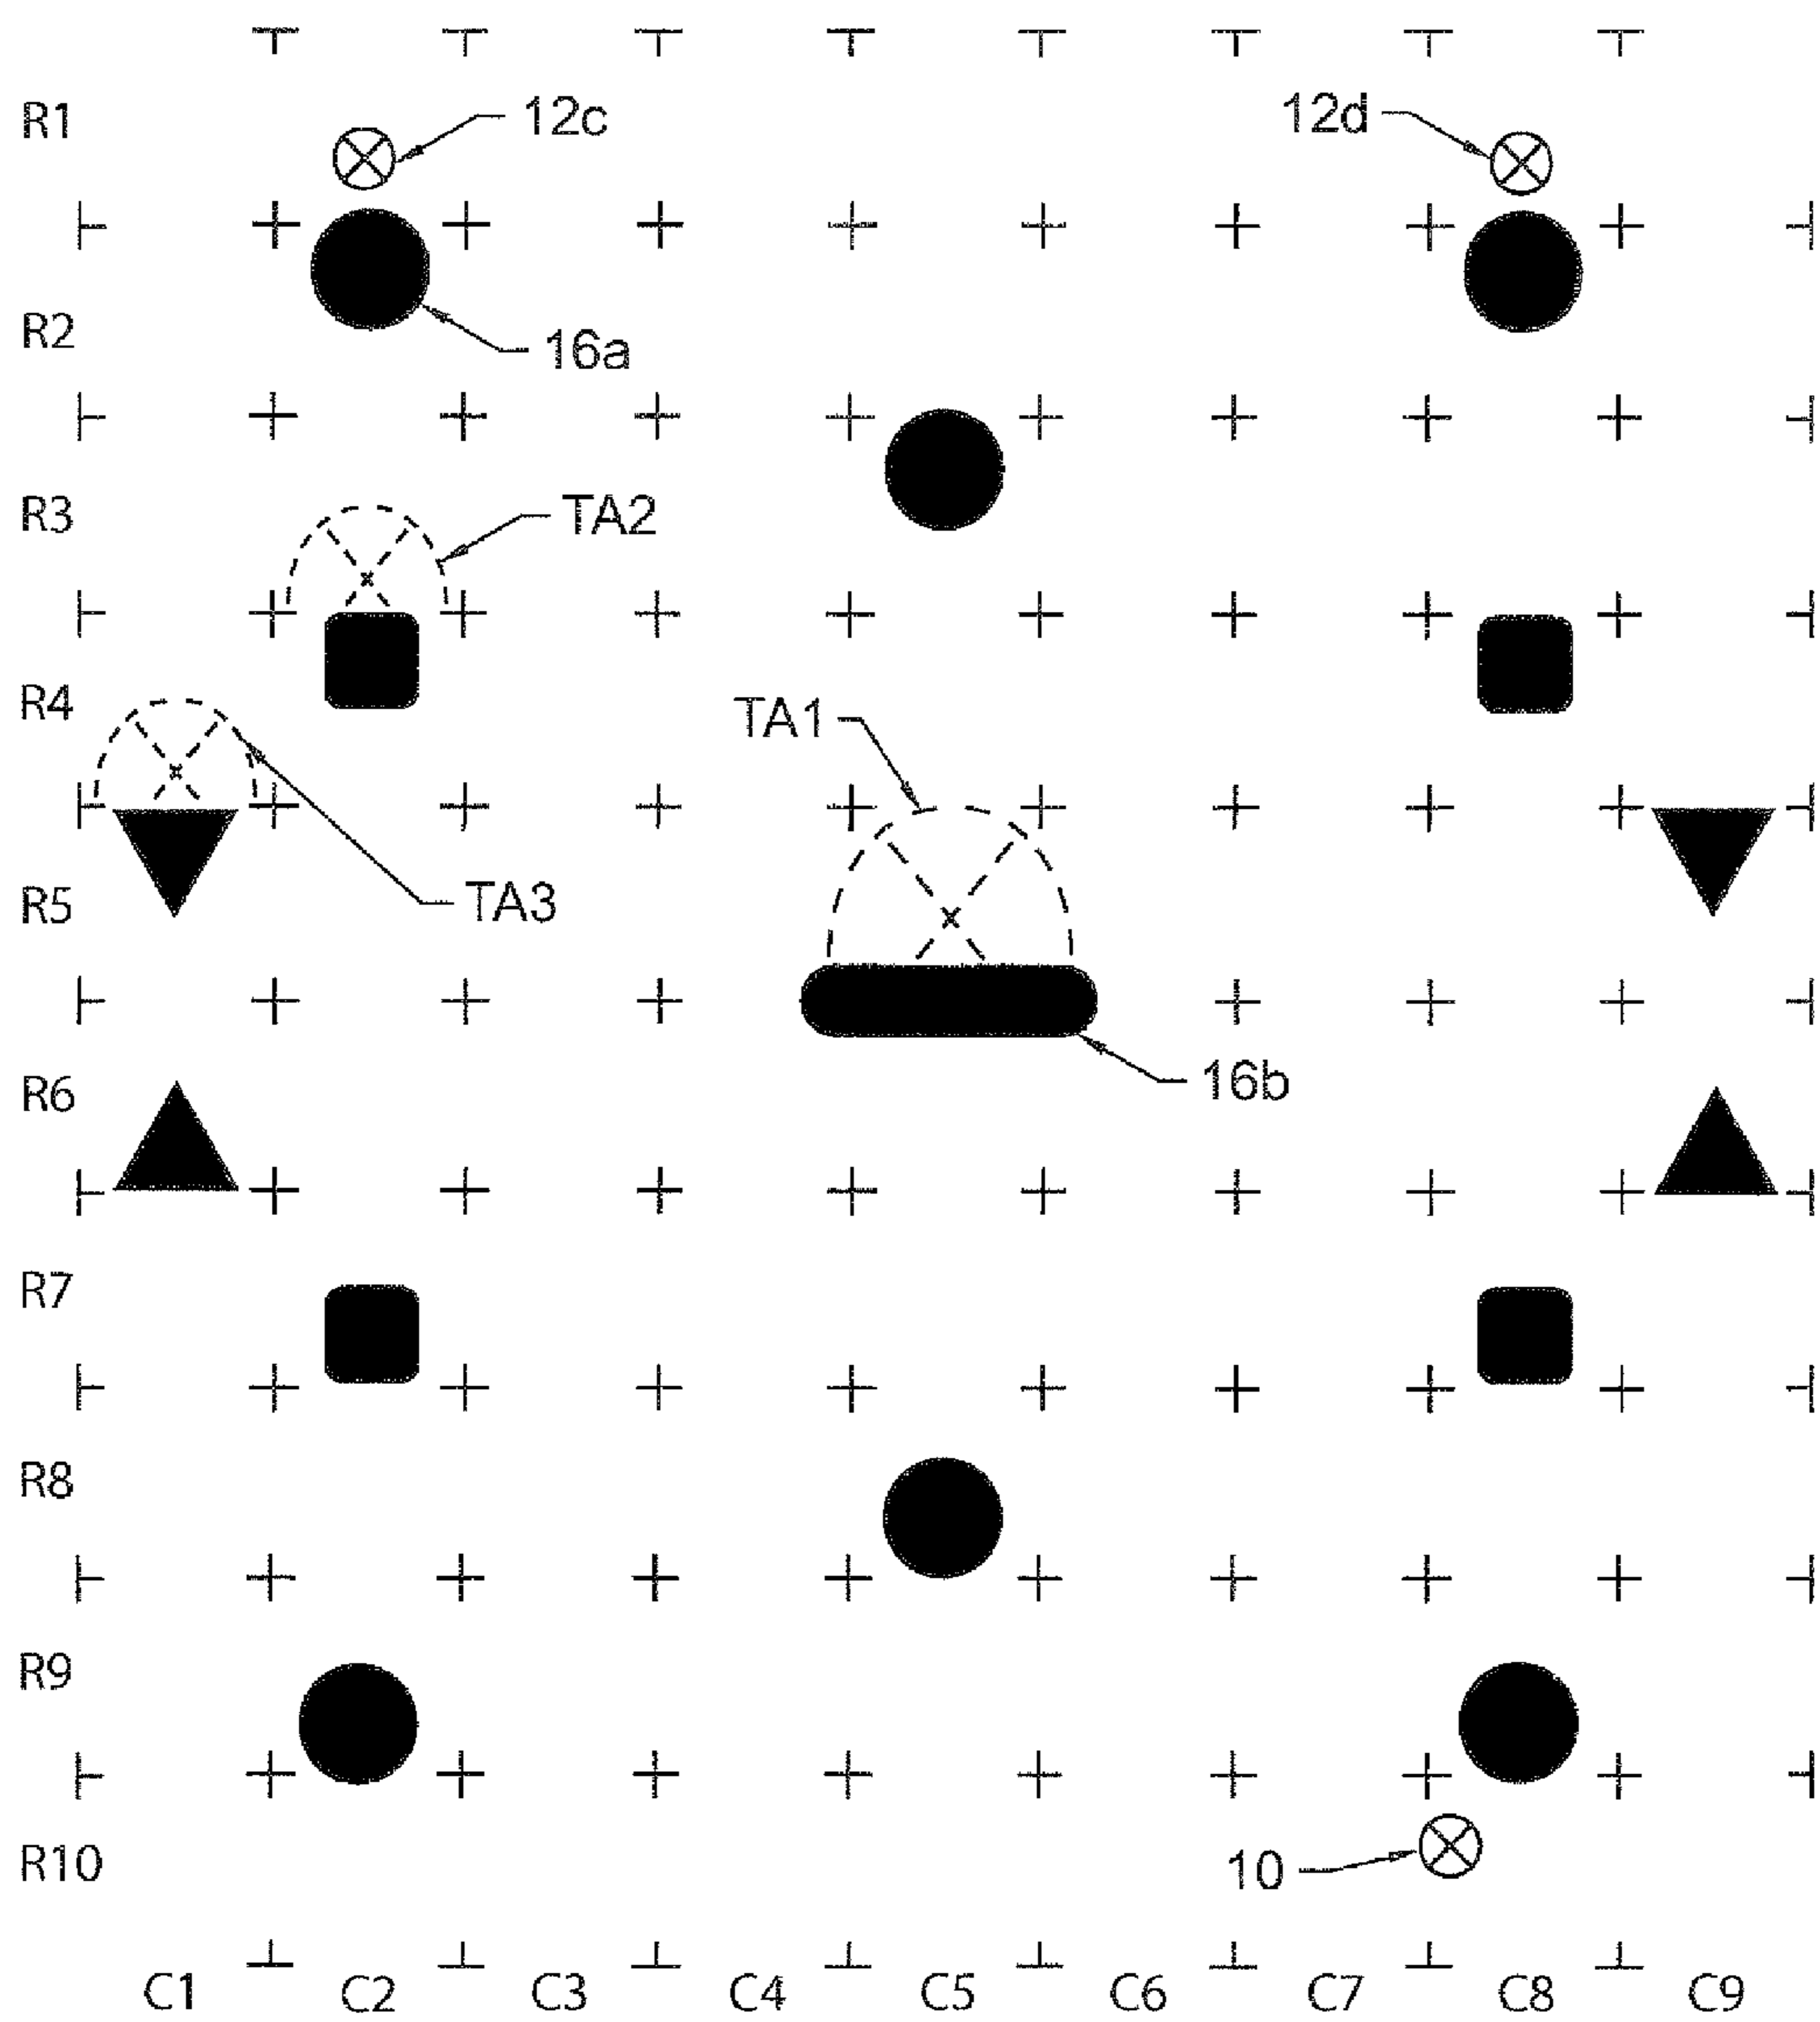 R1
12c
12d
R2
16a
R3
TA2
R4
TA1
R5
TA3
R6
16b
R7
R8
R9
R10
10
C1 C2 C3 C4 C5 C6 C7 C8 C9